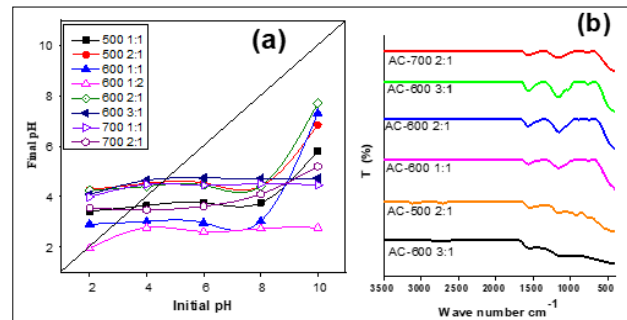 (a)
500 1:1
500 2:1
600 1:1
600 1:2
600 2:1
600 3:1
700 1:1
700 2:1
Final pH
10
8
6
4
2
2 4 6 8 10
Initial pH
(b)
AC-700 2:1
AC-600 3:1
AC-600 2:1
AC-600 1:1
AC-500 2:1
AC-600 3:1
T (%)
3500 3000 2500 2000 1500 1000 500
Wave number cm-1